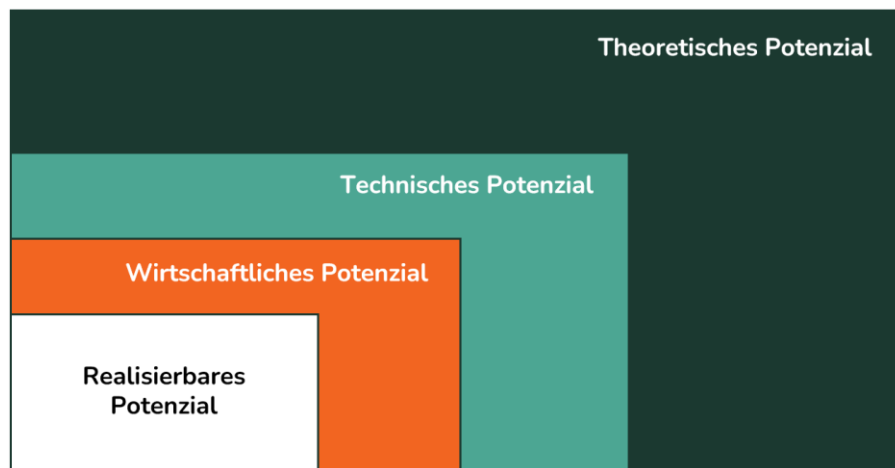 Theoretisches Potenzial
Technisches Potenzial
Wirtschaftliches Potenzial
Realisierbares
Potenzial